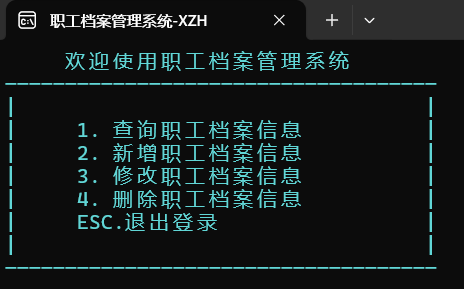 职工档案管理系统-XZH
欢迎使用职工档案管理系统
1. 查询职工档案信息
2. 新增职工档案信息
3. 修改职工档案信息
4. 删除职工档案信息
ESC.退出登录